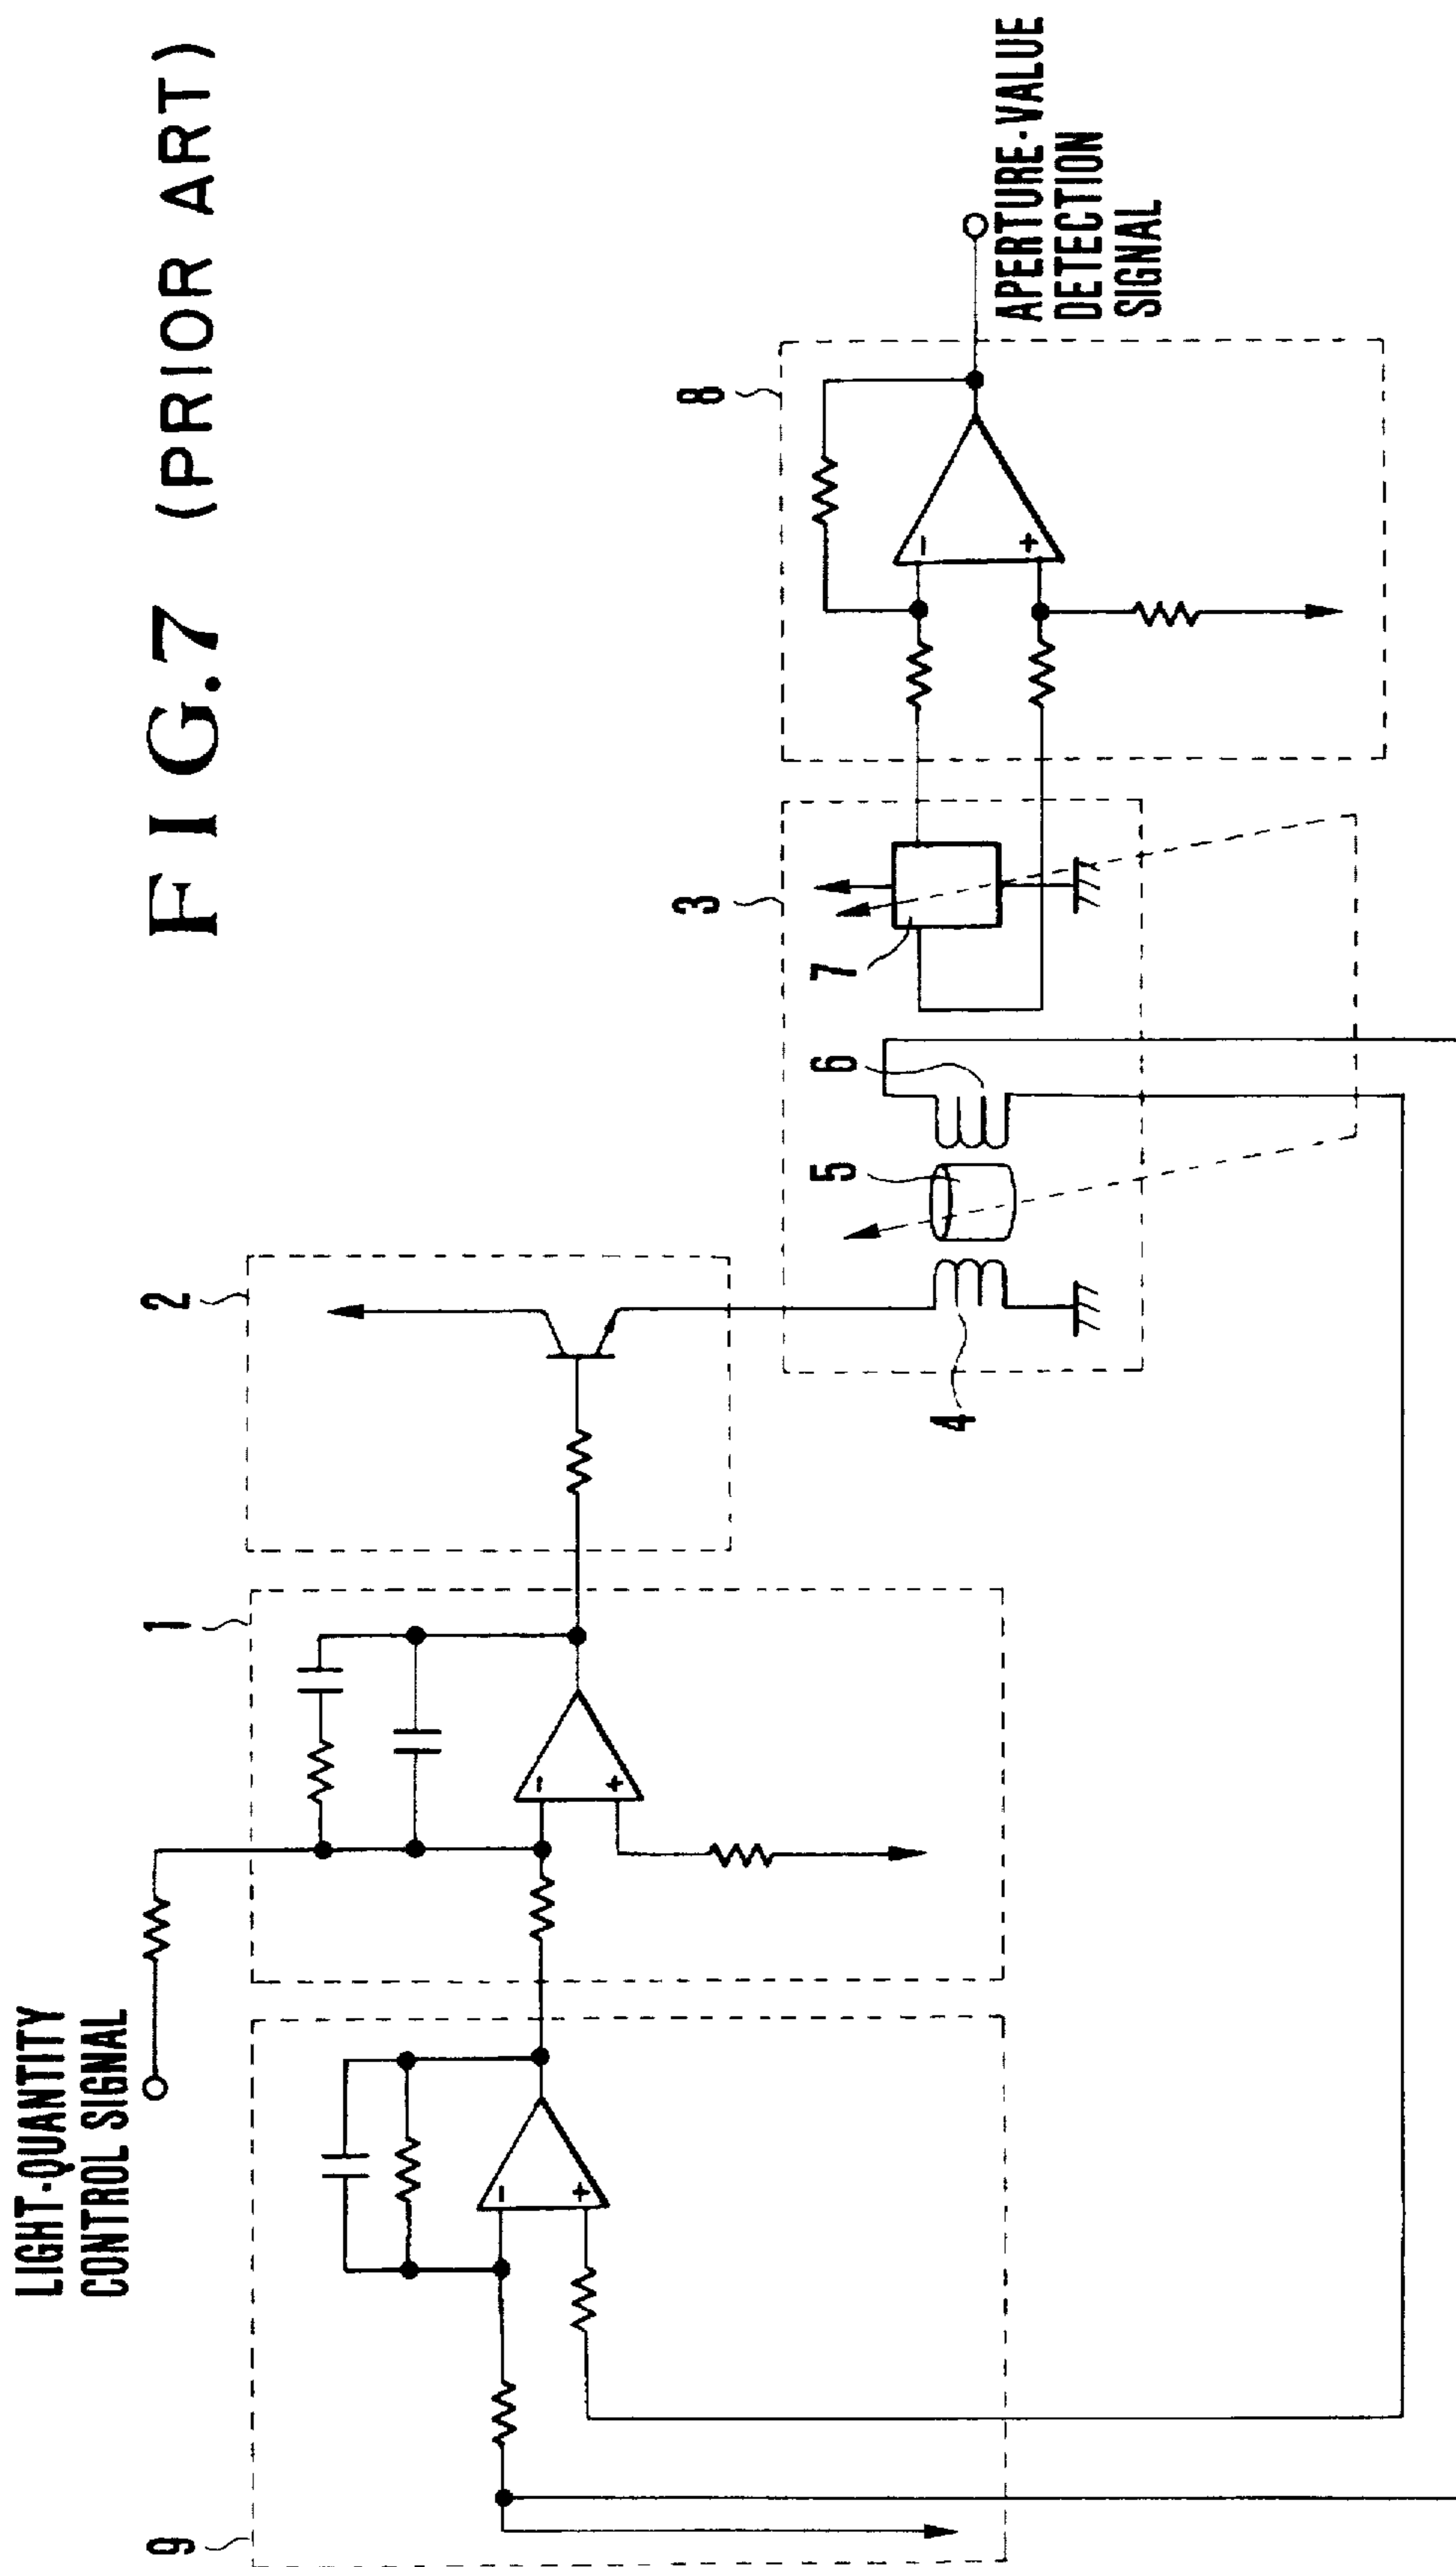 FIG.7 (PRIOR ART)
LIGHT-QUANTITY
CONTROL SIGNAL
9
1
2
3
4
5
6
7
8
-
+
-
+
-
+
APERTURE-VALUE
DETECTION
SIGNAL